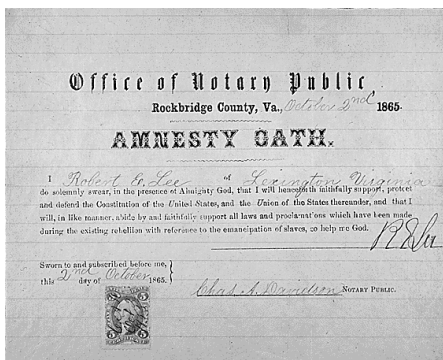 Office of Notary Public
Rockbridge County, Va., October 2nd 1865.
AMNESTY OATH.
I Robert E. Lee of Lexington Virginia
do solemnly swear, in the presence of Almighty God, that I will henceforth faithfully support, protect
and defend the Constitution of the United States, and the Union of the States thereunder, and that I
will, in like manner, abide by and faithfully support all laws and proclamations which have been made
during the existing rebellion with reference to the emancipation of slaves, so help me God.
R E Lee
Sworn to and subscribed before me,
this 2nd day of October 1865.
Chas. A. Davidson NOTARY PUBLIC.
5 5